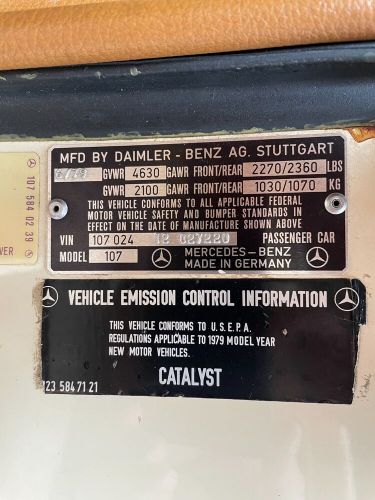 MFD BY DAIMLER - BENZ AG. STUTTGART
6/79 GVWR 4630 GAWR FRONT/REAR 2270/2360 LBS
GVWR 2100 GAWR FRONT/REAR 1030/1070 KG
THIS VEHICLE CONFORMS TO ALL APPLICABLE FEDERAL
MOTOR VEHICLE SAFETY AND BUMPER STANDARDS IN
EFFECT ON THE DATE OF MANUFACTURE SHOWN ABOVE
VIN 107 024 12 027220 PASSENGER CAR
MODEL 107 MERCEDES-BENZ
MADE IN GERMANY
107 584 02 39
VEHICLE EMISSION CONTROL INFORMATION
THIS VEHICLE CONFORMS TO U.S.E.P.A.
REGULATIONS APPLICABLE TO 1979 MODEL YEAR
NEW MOTOR VEHICLES.
CATALYST
123 584 71 21